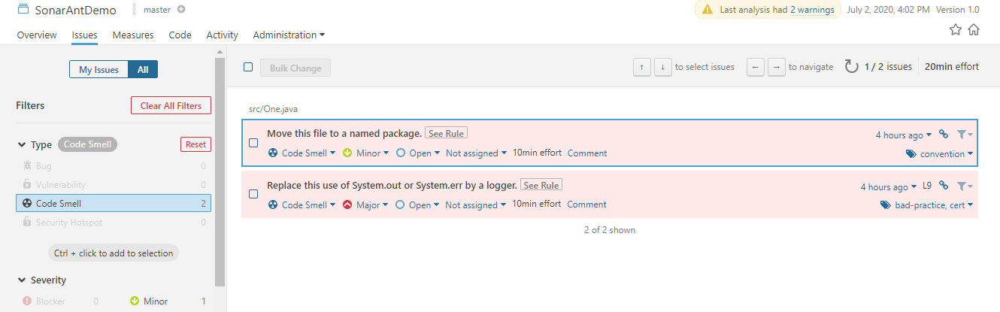 SonarAntDemo master Last analysis had 2 warnings July 2, 2020, 4:02 PM Version 1.0
Overview Issues Measures Code Activity Administration
My Issues All
Bulk Change
↑ ↓ to select issues ← → to navigate 1 / 2 issues 20min effort
Filters Clear All Filters
Type Code Smell Reset
Bug 0
Vulnerability 0
Code Smell 2
Security Hotspot 0
Ctrl + click to add to selection
Severity
Blocker 0 Minor 1
src/One.java
Move this file to a named package. See Rule 4 hours ago
Code Smell Minor Open Not assigned 10min effort Comment convention
Replace this use of System.out or System.err by a logger. See Rule 4 hours ago L9
Code Smell Major Open Not assigned 10min effort Comment bad-practice, cert
2 of 2 shown